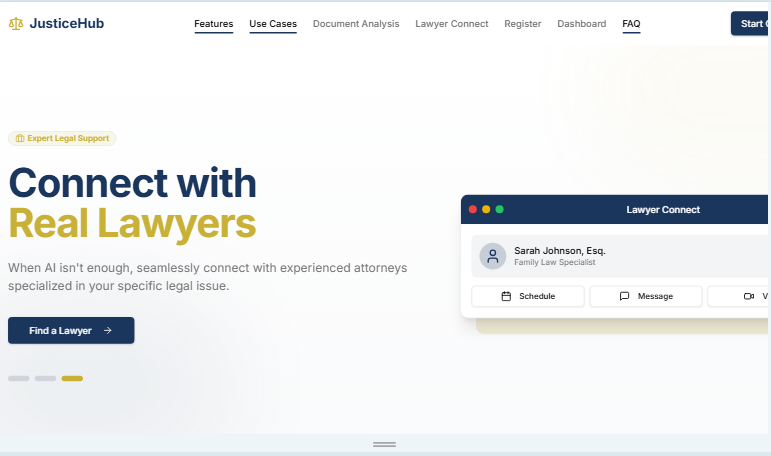 JusticeHub
Features Use Cases Document Analysis Lawyer Connect Register Dashboard FAQ
Start
Expert Legal Support
Connect with
Real Lawyers
When AI isn't enough, seamlessly connect with experienced attorneys
specialized in your specific legal issue.
Find a Lawyer
Lawyer Connect
Sarah Johnson, Esq.
Family Law Specialist
Schedule Message